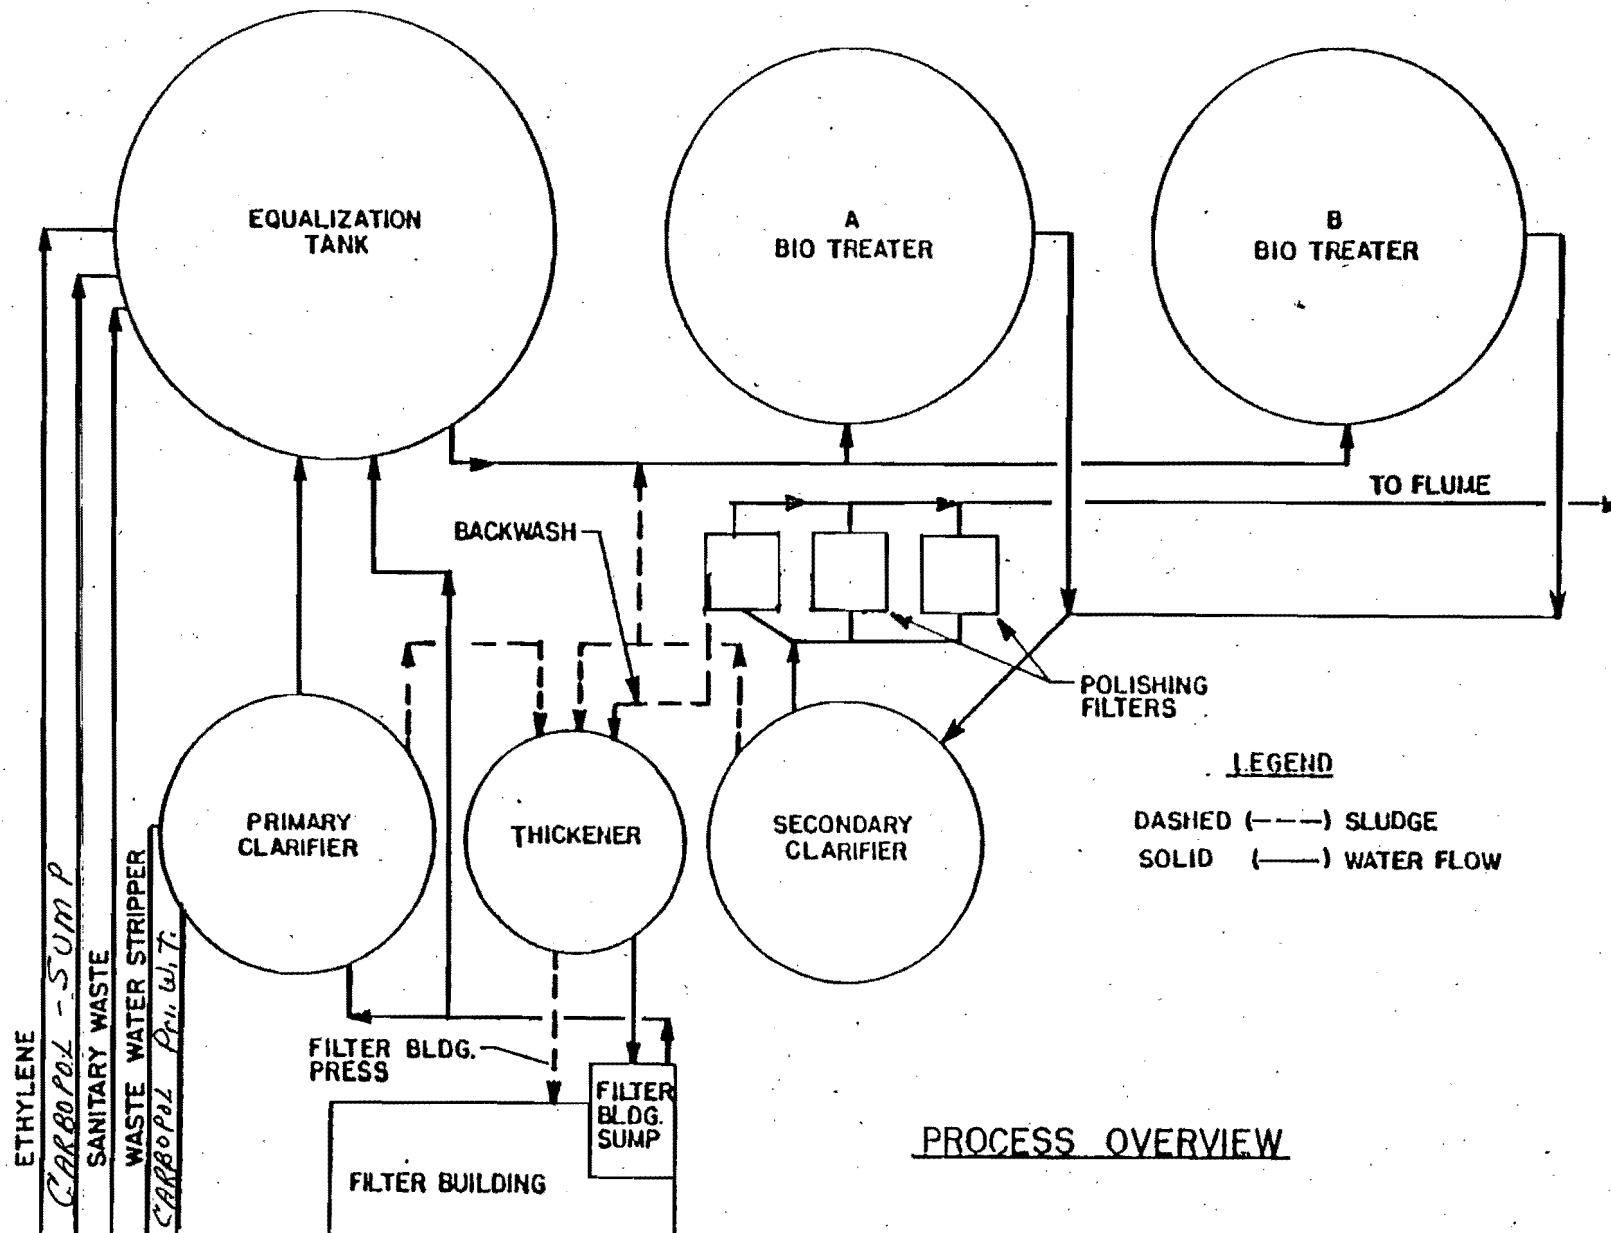 EQUALIZATION
TANK
A
BIO TREATER
B
BIO TREATER
TO FLUME
BACKWASH
POLISHING
FILTERS
LEGEND
DASHED (---) SLUDGE
SOLID (——) WATER FLOW
PRIMARY
CLARIFIER
THICKENER
SECONDARY
CLARIFIER
ETHYLENE
CARBOPOL - SUMP
SANITARY WASTE
WASTE WATER STRIPPER
CARBOPOL Pri. W.T.
FILTER BLDG.
PRESS
FILTER
BLDG.
SUMP
FILTER BUILDING
PROCESS OVERVIEW